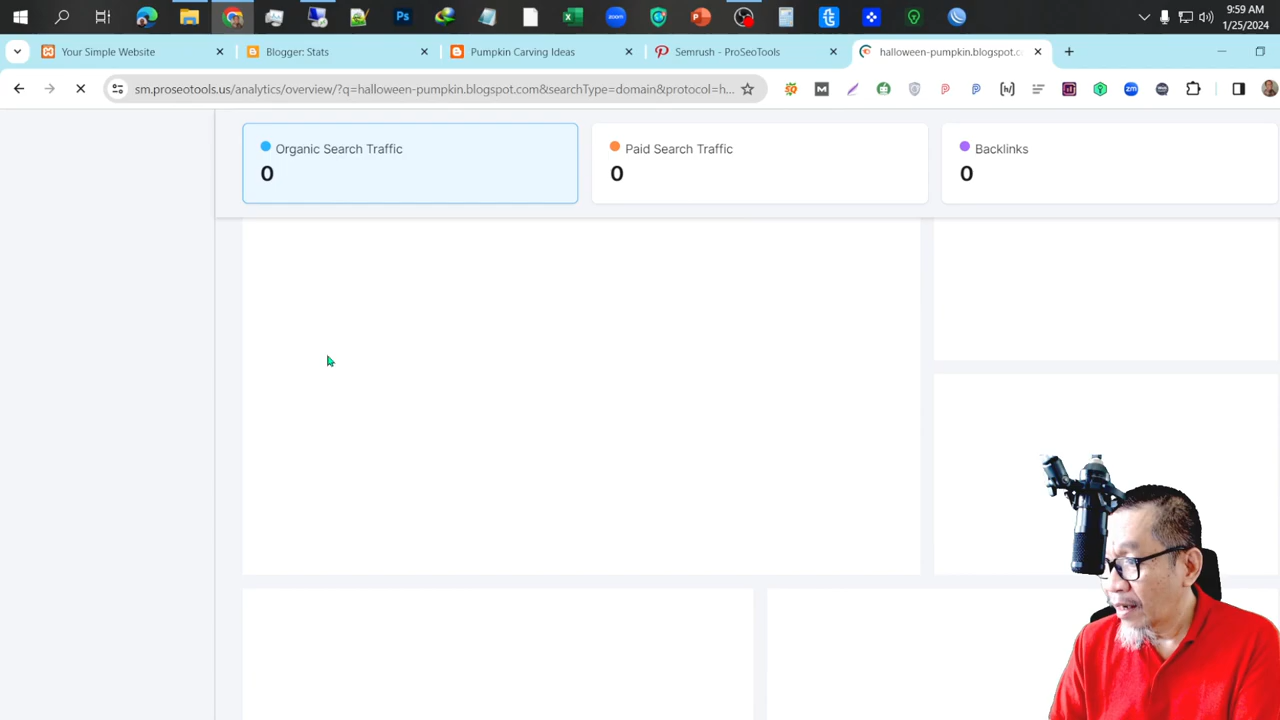 9:59 AM
1/25/2024
Your Simple Website
Blogger: Stats
Pumpkin Carving Ideas
Semrush - ProSeoTools
halloween-pumpkin.blogspot.c
sm.proseotools.us/analytics/overview/?q=halloween-pumpkin.blogspot.com&searchType=domain&protocol=h...
Organic Search Traffic
0
Paid Search Traffic
0
Backlinks
0